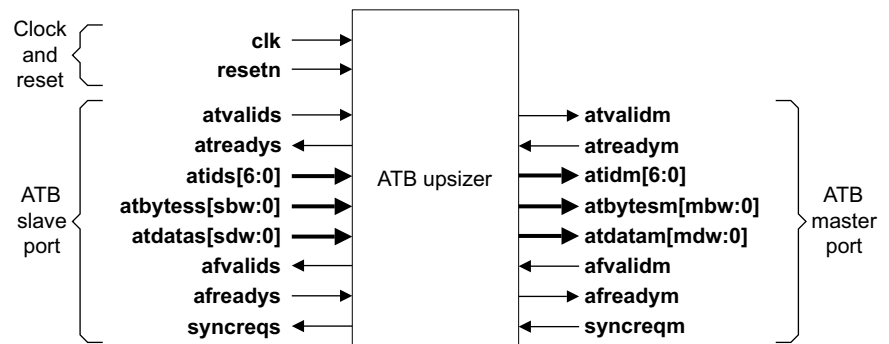 Clock
and
reset
clk
resetn
ATB
slave
port
atvalids
atreadys
atids[6:0]
atbytess[sbw:0]
atdatas[sdw:0]
afvalids
afreadys
syncreqs
ATB upsizer
atvalidm
atreadym
atidm[6:0]
atbytesm[mbw:0]
atdatam[mdw:0]
afvalidm
afreadym
syncreqm
ATB
master
port